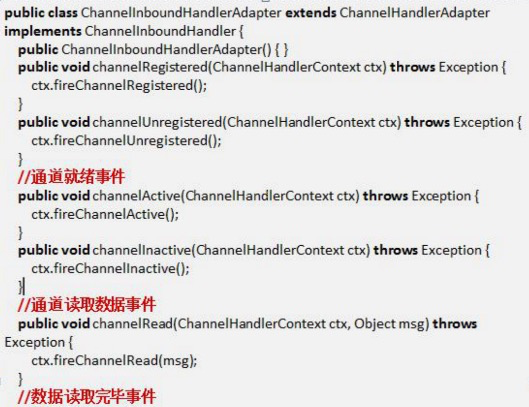 public class ChannelInboundHandlerAdapter extends ChannelHandlerAdapter
implements ChannelInboundHandler {
public ChannelInboundHandlerAdapter() { }
public void channelRegistered(ChannelHandlerContext ctx) throws Exception {
ctx.fireChannelRegistered();
}
public void channelUnregistered(ChannelHandlerContext ctx) throws Exception {
ctx.fireChannelUnregistered();
}
//通道就绪事件
public void channelActive(ChannelHandlerContext ctx) throws Exception {
ctx.fireChannelActive();
}
public void channelInactive(ChannelHandlerContext ctx) throws Exception {
ctx.fireChannelInactive();
}
//通道读取数据事件
public void channelRead(ChannelHandlerContext ctx, Object msg) throws
Exception {
ctx.fireChannelRead(msg);
}
//数据读取完毕事件